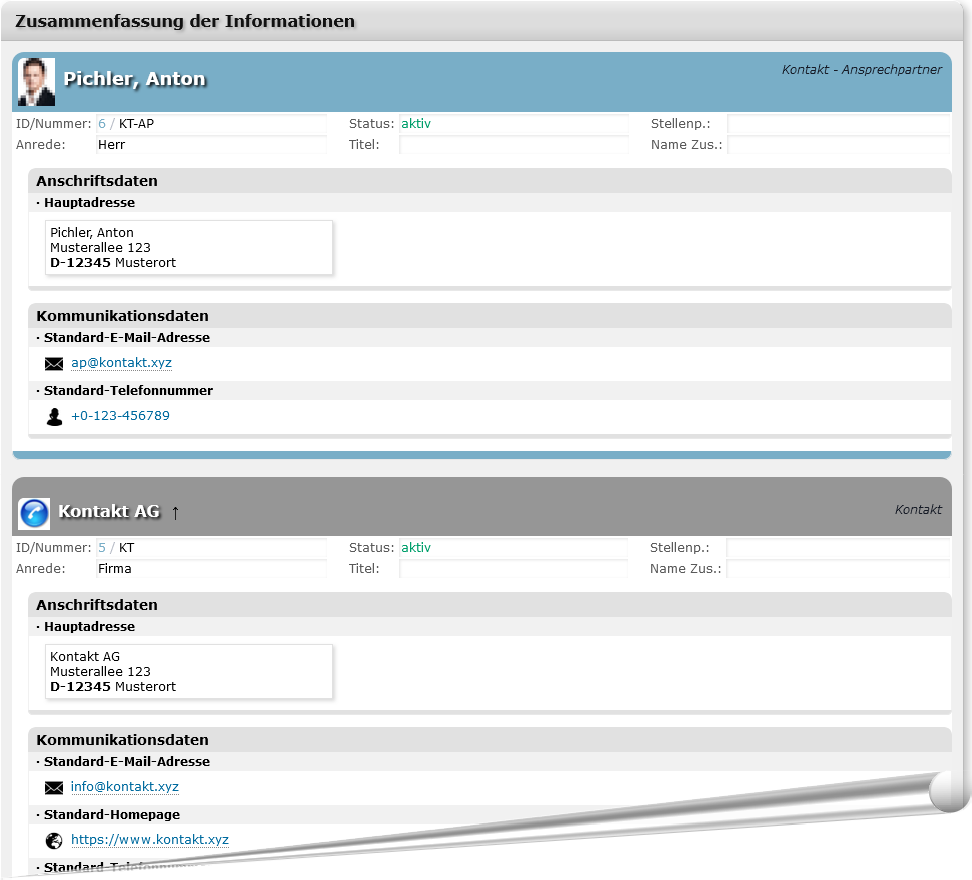 Zusammenfassung der Informationen
Pichler, Anton
Kontakt - Ansprechpartner
ID/Nummer: 6 / KT-AP Status: aktiv Stellenp.:
Anrede: Herr Titel: Name Zus.:
Anschriftsdaten
· Hauptadresse
Pichler, Anton
Musterallee 123
D-12345 Musterort
Kommunikationsdaten
· Standard-E-Mail-Adresse
ap@kontakt.xyz
· Standard-Telefonnummer
+0-123-456789
Kontakt AG ↑
Kontakt
ID/Nummer: 5 / KT Status: aktiv Stellenp.:
Anrede: Firma Titel: Name Zus.:
Anschriftsdaten
· Hauptadresse
Kontakt AG
Musterallee 123
D-12345 Musterort
Kommunikationsdaten
· Standard-E-Mail-Adresse
info@kontakt.xyz
· Standard-Homepage
https://www.kontakt.xyz
· Standard-Telefonnummer